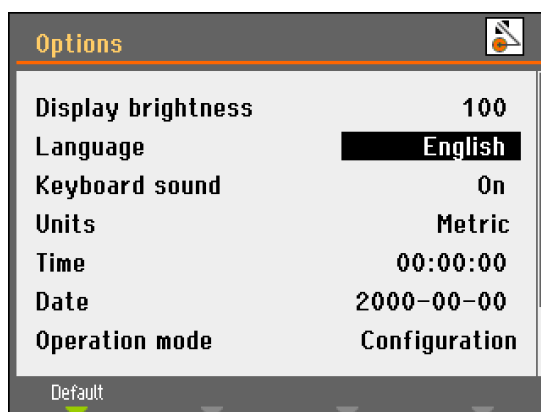 Options
Display brightness 100
Language English
Keyboard sound On
Units Metric
Time 00:00:00
Date 2000-00-00
Operation mode Configuration
Default